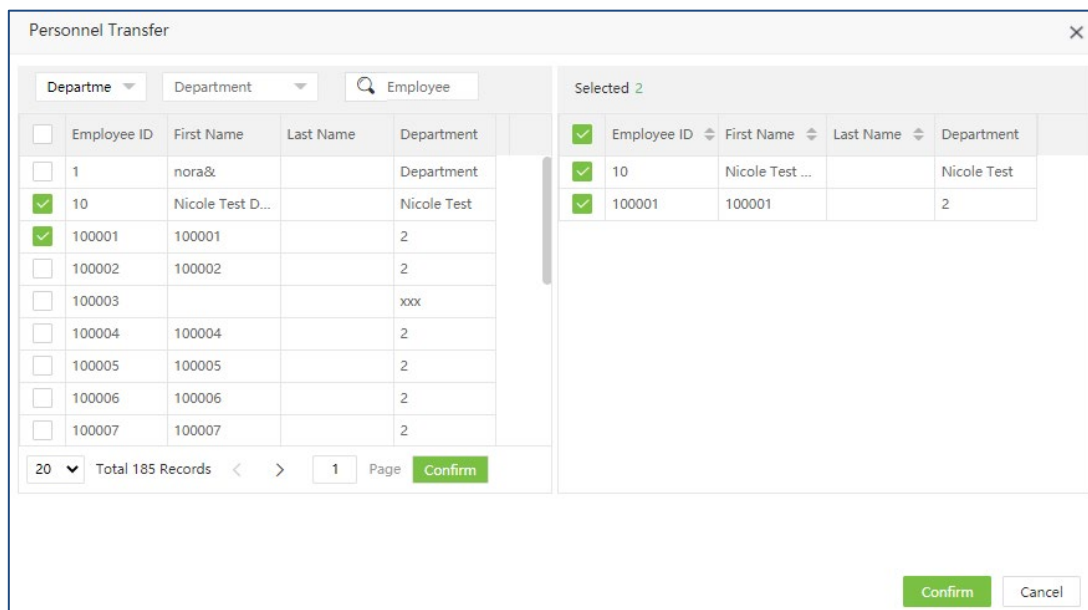 Personnel Transfer
Departme Department Employee
Selected 2
Employee ID First Name Last Name Department
1 nora& Department
10 Nicole Test D... Nicole Test
100001 100001 2
100002 100002 2
100003 xxx
100004 100004 2
100005 100005 2
100006 100006 2
100007 100007 2
20 Total 185 Records < > 1 Page Confirm
Employee ID First Name Last Name Department
10 Nicole Test ... Nicole Test
100001 100001 2
Confirm Cancel